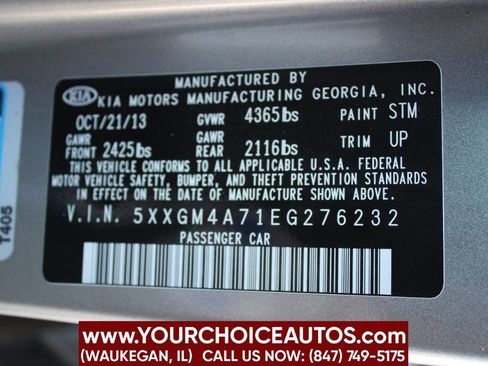 MANUFACTURED BY
KIA KIA MOTORS MANUFACTURING GEORGIA, INC.
OCT/21/13 GVWR 4365lbs PAINT STM
GAWR FRONT 2425lbs GAWR REAR 2116lbs TRIM UP
THIS VEHICLE CONFORMS TO ALL APPLICABLE U.S.A. FEDERAL
MOTOR VEHICLE SAFETY, BUMPER, AND THEFT PREVENTION STANDARDS
IN EFFECT ON THE DATE OF MANUFACTURE SHOWN ABOVE.
V.I.N. 5XXGM4A71EG276232
PASSENGER CAR
T405
WWW.YOURCHOICEAUTOS.COM
(WAUKEGAN, IL) CALL US NOW: (847) 749-5175